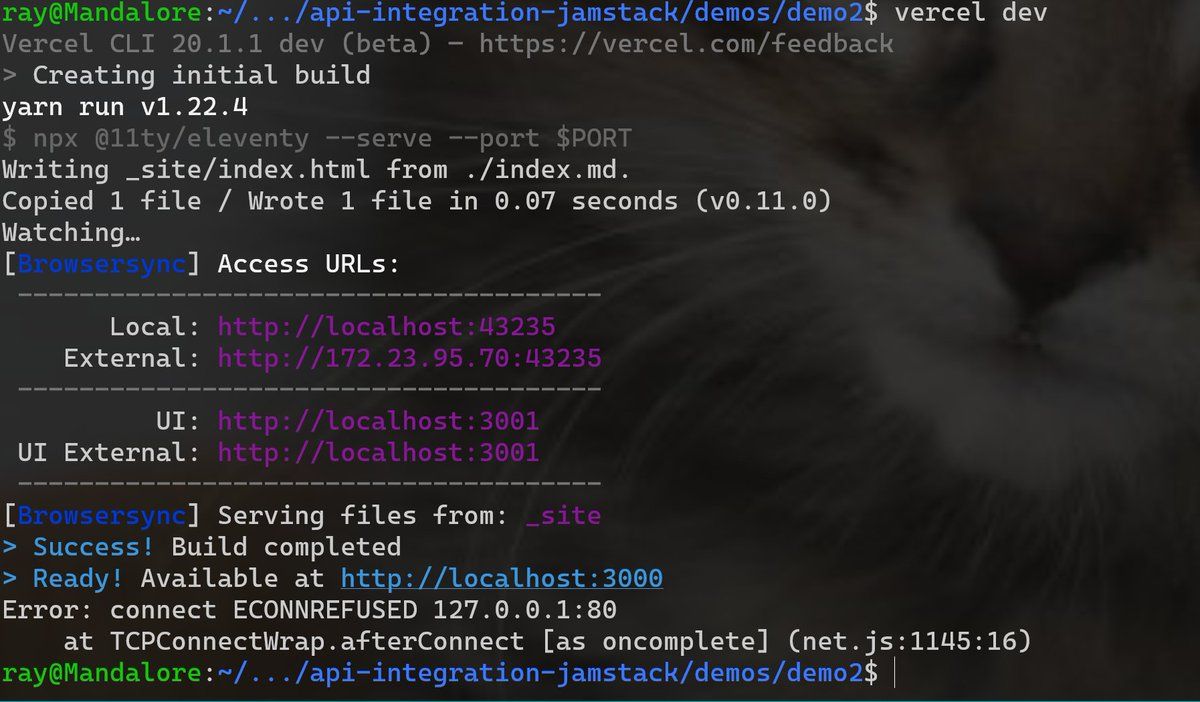 ray@Mandalore:~/.../api-integration-jamstack/demos/demo2$ vercel dev
Vercel CLI 20.1.1 dev (beta) — https://vercel.com/feedback
> Creating initial build
yarn run v1.22.4
$ npx @11ty/eleventy --serve --port $PORT
Writing _site/index.html from ./index.md.
Copied 1 file / Wrote 1 file in 0.07 seconds (v0.11.0)
Watching…
[Browsersync] Access URLs:
--------------------------------------
Local: http://localhost:43235
External: http://172.23.95.70:43235
--------------------------------------
UI: http://localhost:3001
UI External: http://localhost:3001
--------------------------------------
[Browsersync] Serving files from: _site
> Success! Build completed
> Ready! Available at http://localhost:3000
Error: connect ECONNREFUSED 127.0.0.1:80
at TCPConnectWrap.afterConnect [as oncomplete] (net.js:1145:16)
ray@Mandalore:~/.../api-integration-jamstack/demos/demo2$